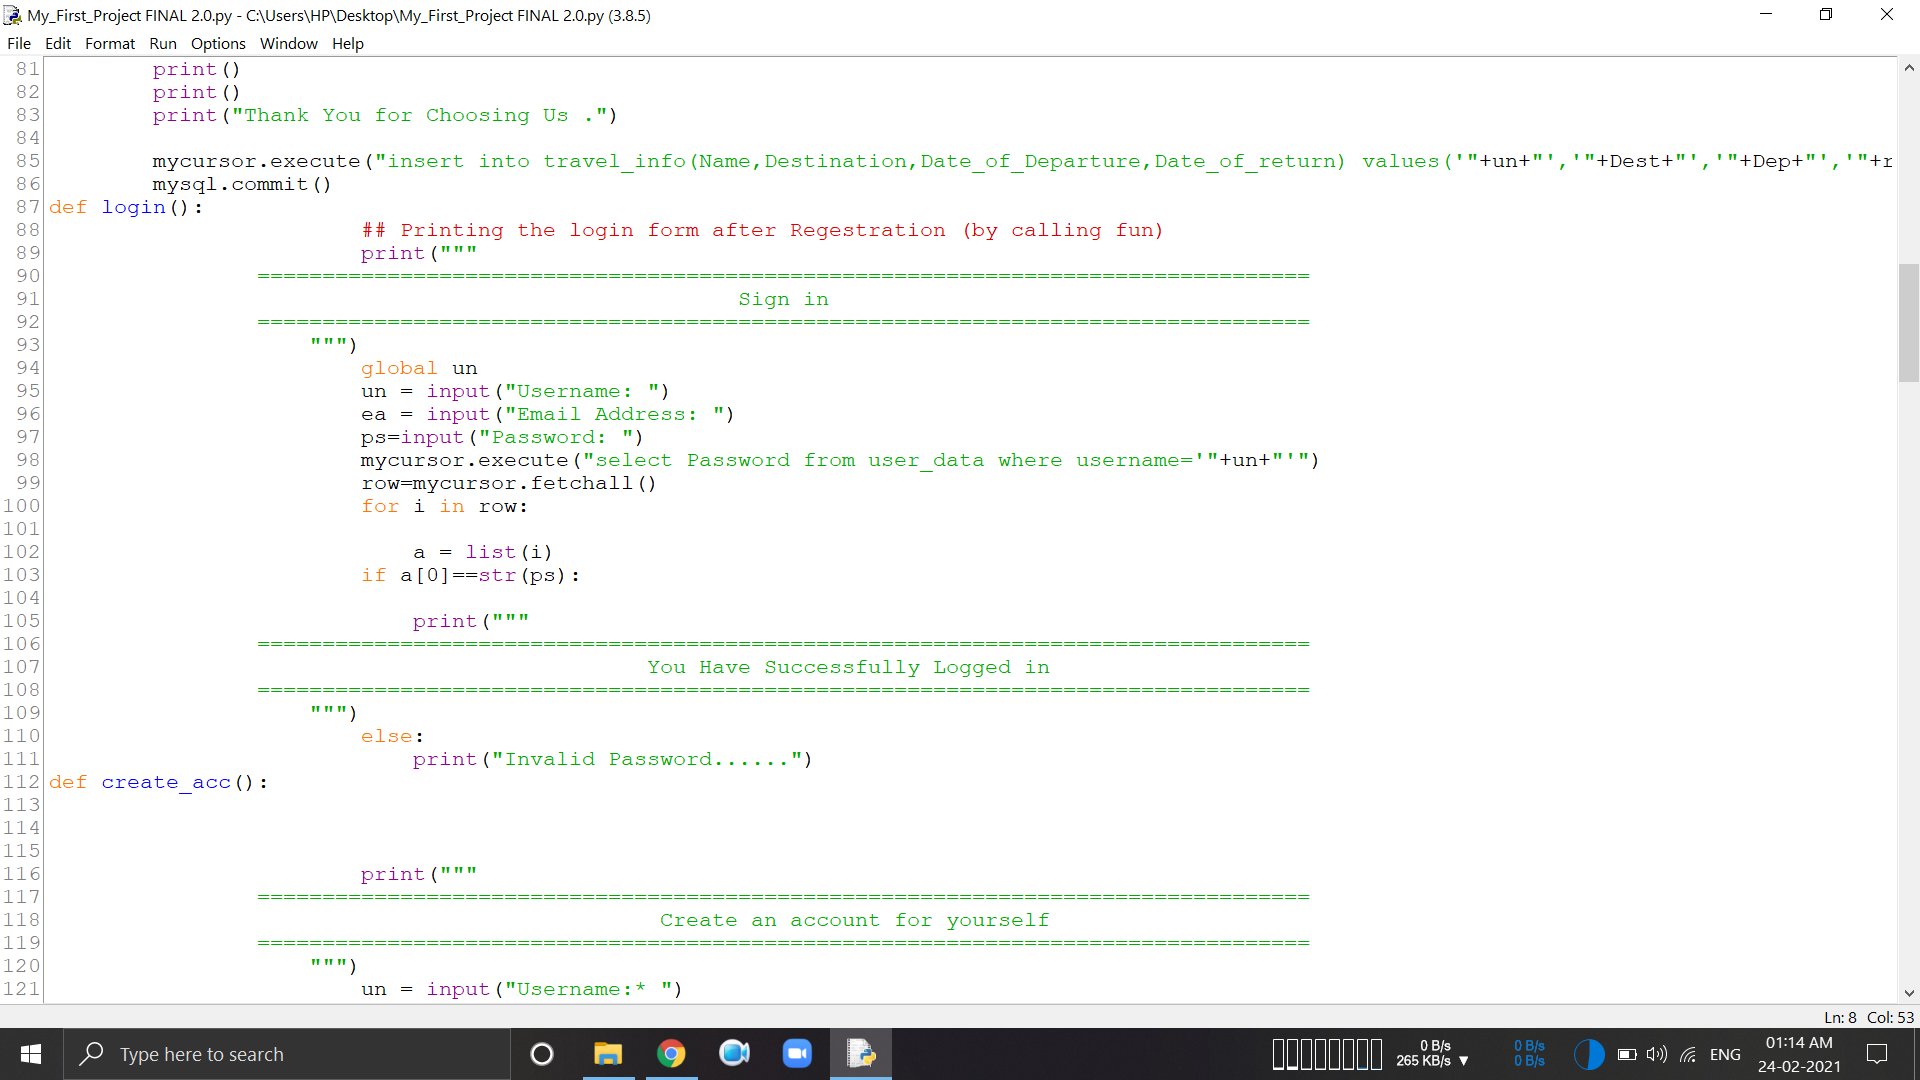 My_First_Project FINAL 2.0.py - C:\Users\HP\Desktop\My_First_Project FINAL 2.0.py (3.8.5)
File Edit Format Run Options Window Help
81 print()
82 print()
83 print("Thank You for Choosing Us .")
84
85 mycursor.execute("insert into travel_info(Name,Destination,Date_of_Departure,Date_of_return) values('"+un+"','"+Dest+"','"+Dep+"','"+r
86 mysql.commit()
87 def login():
88 ## Printing the login form after Regestration (by calling fun)
89 print("""
90 =================================================================================
91 Sign in
92 =================================================================================
93 """)
94 global un
95 un = input("Username: ")
96 ea = input("Email Address: ")
97 ps=input("Password: ")
98 mycursor.execute("select Password from user_data where username='"+un+"'")
99 row=mycursor.fetchall()
100 for i in row:
101
102 a = list(i)
103 if a[0]==str(ps):
104
105 print("""
106 =================================================================================
107 You Have Successfully Logged in
108 =================================================================================
109 """)
110 else:
111 print("Invalid Password......")
112 def create_acc():
113
114
115
116 print("""
117 =================================================================================
118 Create an account for yourself
119 =================================================================================
120 """)
121 un = input("Username:* ")
Ln: 8 Col: 53
Type here to search
0 B/s
265 KB/s
0 B/s
0 B/s
ENG
01:14 AM
24-02-2021